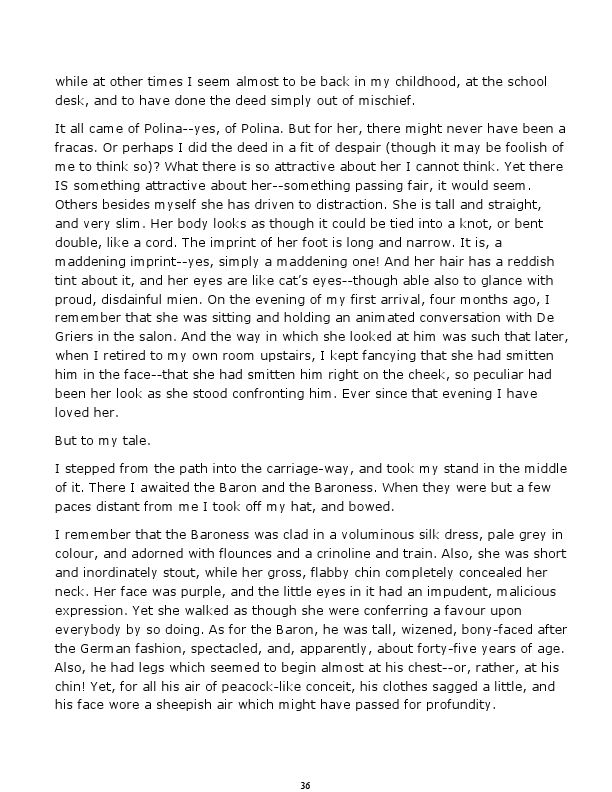 while at other times I seem almost to be back in my childhood, at the school
desk, and to have done the deed simply out of mischief.
It all came of Polina--yes, of Polina. But for her, there might never have been a
fracas. Or perhaps I did the deed in a fit of despair (though it may be foolish of
me to think so)? What there is so attractive about her I cannot think. Yet there
IS something attractive about her--something passing fair, it would seem.
Others besides myself she has driven to distraction. She is tall and straight,
and very slim. Her body looks as though it could be tied into a knot, or bent
double, like a cord. The imprint of her foot is long and narrow. It is, a
maddening imprint--yes, simply a maddening one! And her hair has a reddish
tint about it, and her eyes are like cat’s eyes--though able also to glance with
proud, disdainful mien. On the evening of my first arrival, four months ago, I
remember that she was sitting and holding an animated conversation with De
Griers in the salon. And the way in which she looked at him was such that later,
when I retired to my own room upstairs, I kept fancying that she had smitten
him in the face--that she had smitten him right on the cheek, so peculiar had
been her look as she stood confronting him. Ever since that evening I have
loved her.
But to my tale.
I stepped from the path into the carriage-way, and took my stand in the middle
of it. There I awaited the Baron and the Baroness. When they were but a few
paces distant from me I took off my hat, and bowed.
I remember that the Baroness was clad in a voluminous silk dress, pale grey in
colour, and adorned with flounces and a crinoline and train. Also, she was short
and inordinately stout, while her gross, flabby chin completely concealed her
neck. Her face was purple, and the little eyes in it had an impudent, malicious
expression. Yet she walked as though she were conferring a favour upon
everybody by so doing. As for the Baron, he was tall, wizened, bony-faced after
the German fashion, spectacled, and, apparently, about forty-five years of age.
Also, he had legs which seemed to begin almost at his chest--or, rather, at his
chin! Yet, for all his air of peacock-like conceit, his clothes sagged a little, and
his face wore a sheepish air which might have passed for profundity.
36